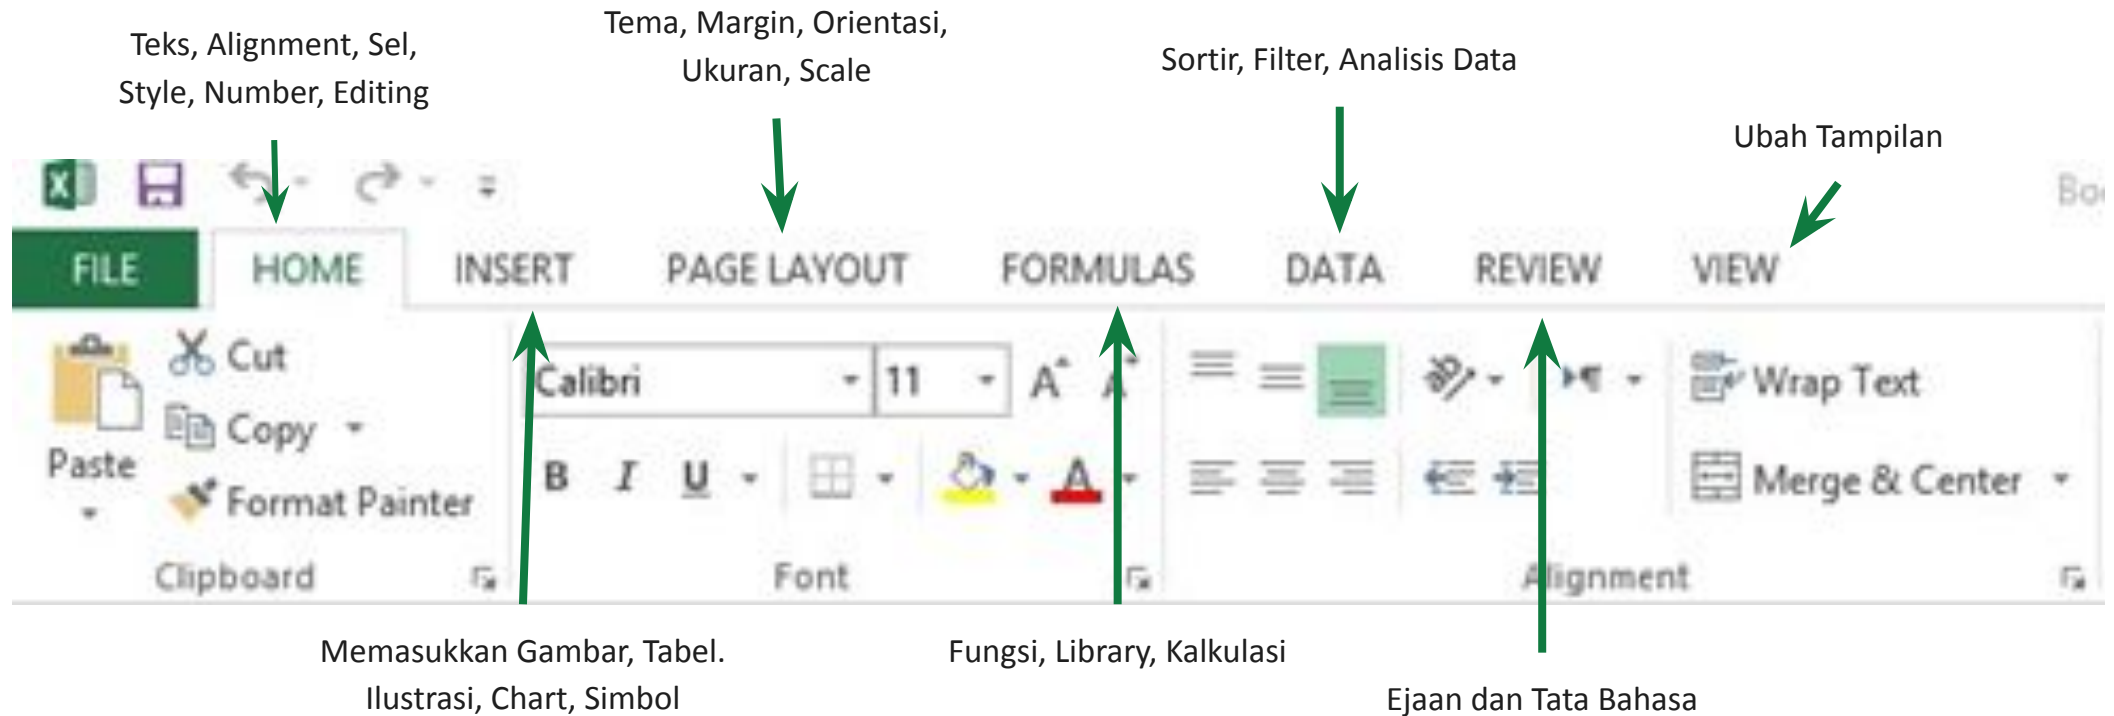 Teks, Alignment, Sel,
Style, Number, Editing
Tema, Margin, Orientasi,
Ukuran, Scale
Sortir, Filter, Analisis Data
Ubah Tampilan
FILE HOME INSERT PAGE LAYOUT FORMULAS DATA REVIEW VIEW
Cut
Copy
Format Painter
Paste
Clipboard
Calibri 11
B I U
Font
Wrap Text
Merge & Center
Alignment
Memasukkan Gambar, Tabel.
Ilustrasi, Chart, Simbol
Fungsi, Library, Kalkulasi
Ejaan dan Tata Bahasa